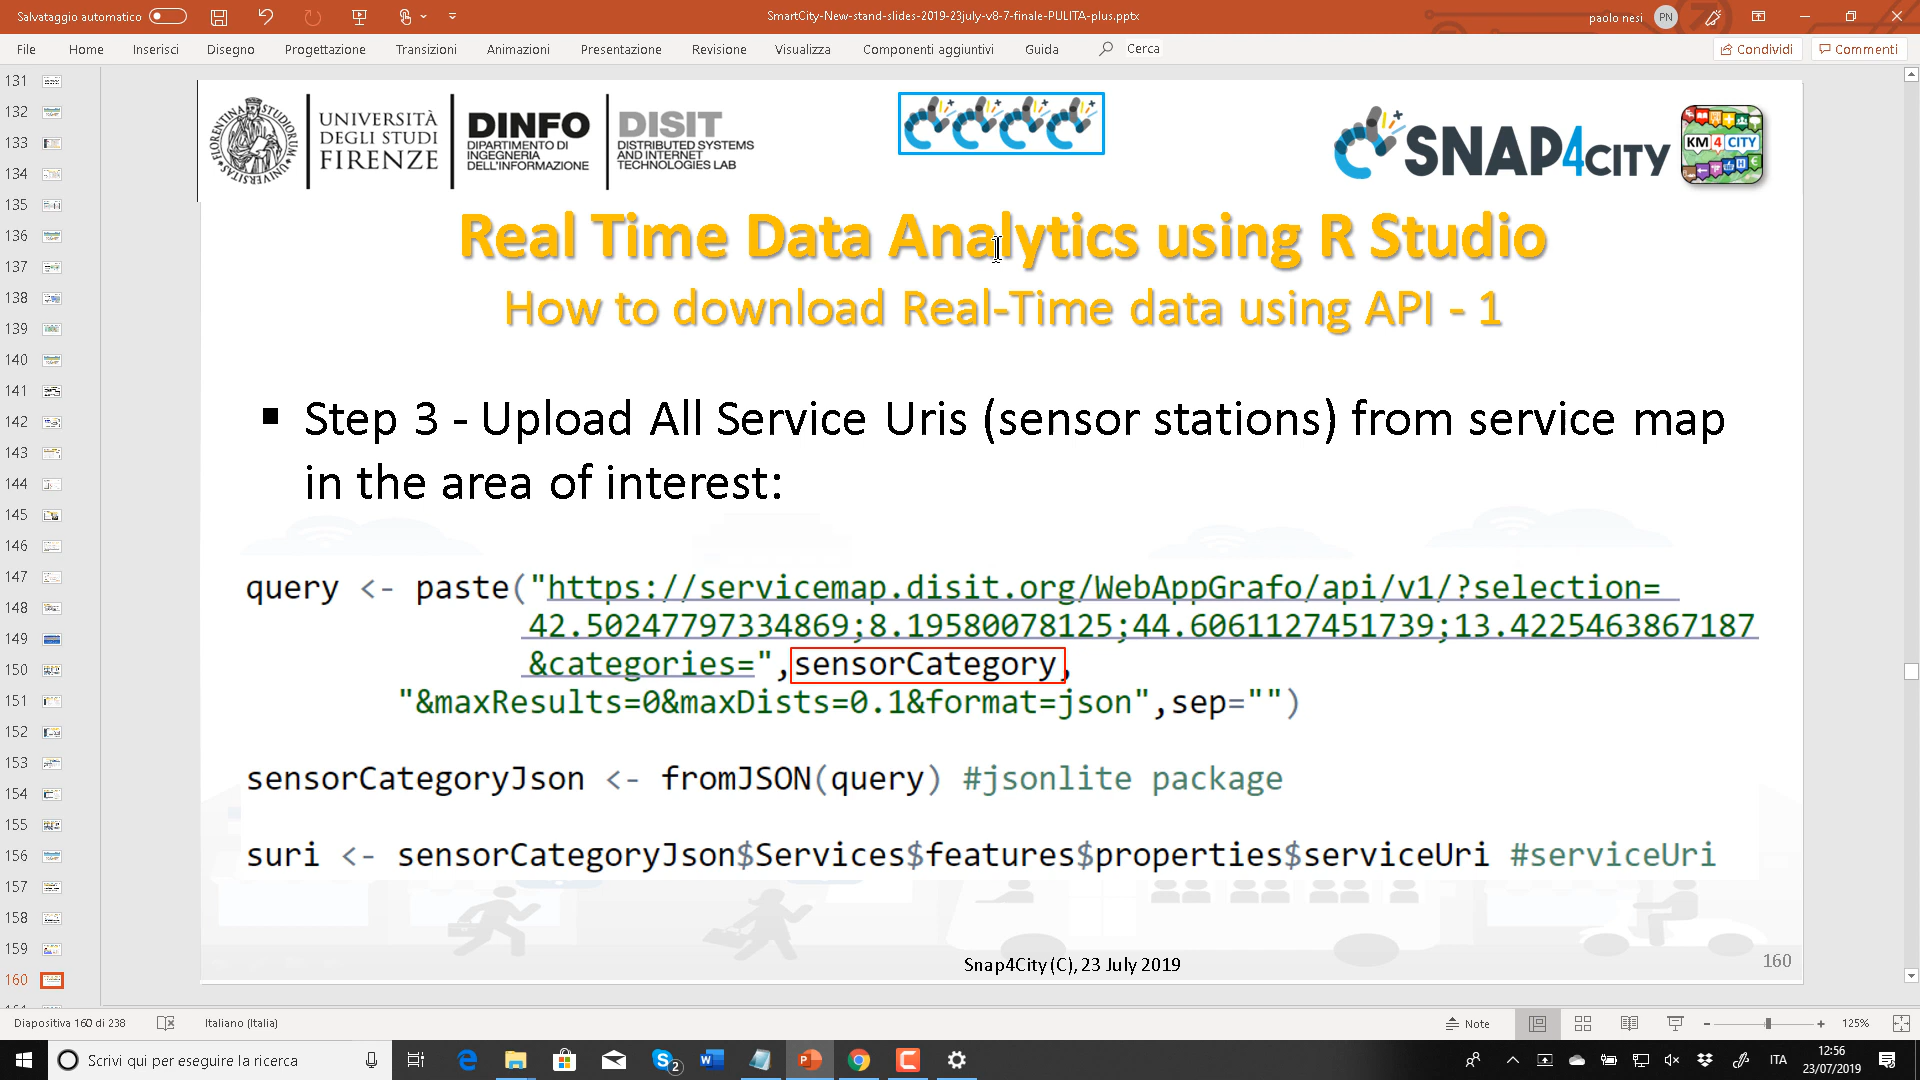 Salvataggio automatico
SmartCity-New-stand-slides-2019-23july-v8-7-finale-PULITA-plus.pptx
paolo nesi PN
File Home Inserisci Disegno Progettazione Transizioni Animazioni Presentazione Revisione Visualizza Componenti aggiuntivi Guida Cerca Condividi Commenti
131
132
133
134
135
136
137
138
139
140
141
142
143
144
145
146
147
148
149
150
151
152
153
154
155
156
157
158
159
160
UNIVERSITÀ
DEGLI STUDI
FIRENZE
DINFO
DIPARTIMENTO DI
INGEGNERIA
DELL'INFORMAZIONE
DISIT
DISTRIBUTED SYSTEMS
AND INTERNET
TECHNOLOGIES LAB
SNAP4CITY
KM 4 CITY
Real Time Data Analytics using R Studio
How to download Real-Time data using API - 1
▪ Step 3 - Upload All Service Uris (sensor stations) from service map
in the area of interest:
query <- paste("https://servicemap.disit.org/WebAppGrafo/api/v1/?selection=
42.50247797334869;8.19580078125;44.6061127451739;13.4225463867187
&categories=",sensorCategory,
"&maxResults=0&maxDists=0.1&format=json",sep="")
sensorCategoryJson <- fromJSON(query) #jsonlite package
suri <- sensorCategoryJson$Services$features$properties$serviceUri #serviceUri
Snap4City (C), 23 July 2019
160
Diapositiva 160 di 238 Italiano (Italia) Note 125%
Scrivi qui per eseguire la ricerca
2
ITA
12:56
23/07/2019